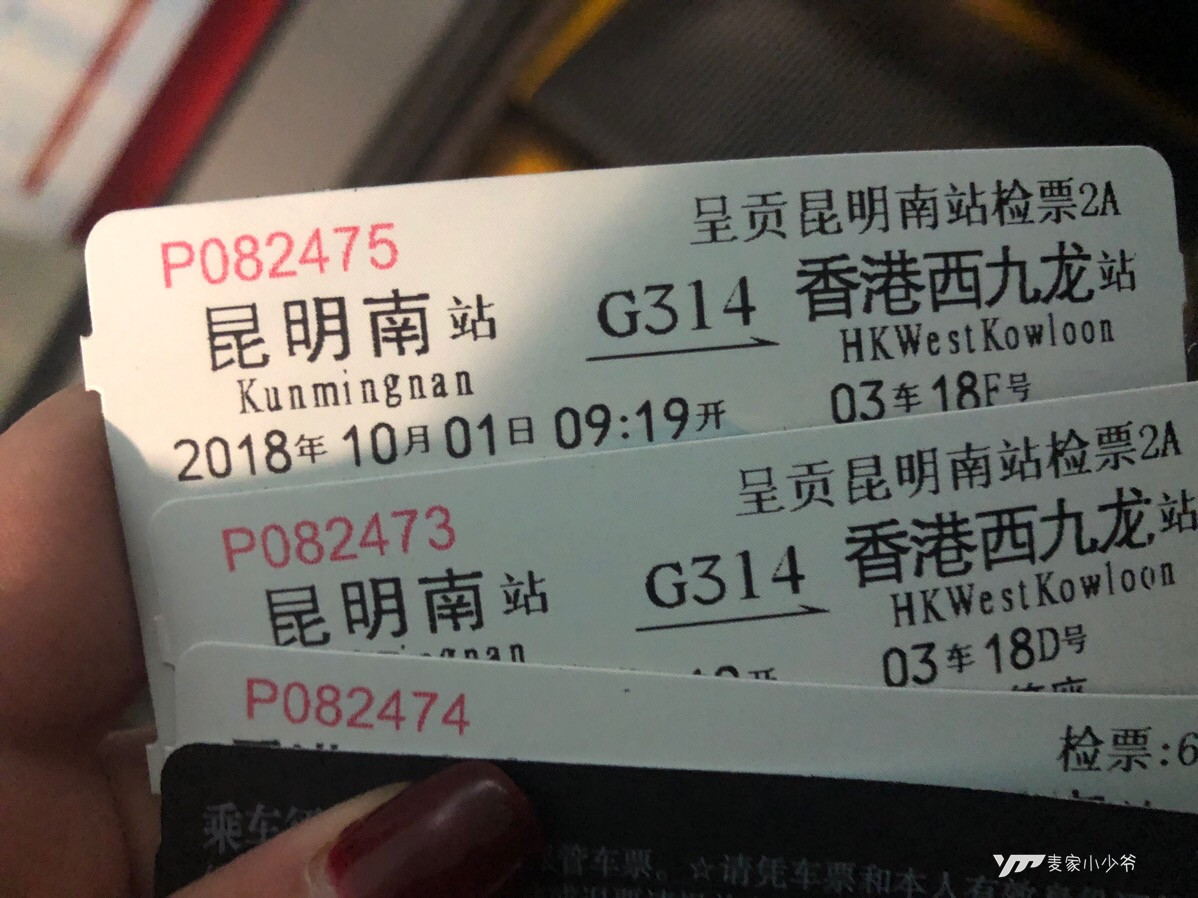 P082475
呈贡昆明南站检票2A
昆明南站 G314 香港西九龙站
Kunmingnan HKWestKowloon
2018年10月01日09:19开 03车18F号
P082473
呈贡昆明南站检票2A
昆明南站 G314 香港西九龙站
HKWestKowloon
03车18D号
P082474
检票:6
乘车
管车票。☆请凭车票和本人有效
麦家小少爷